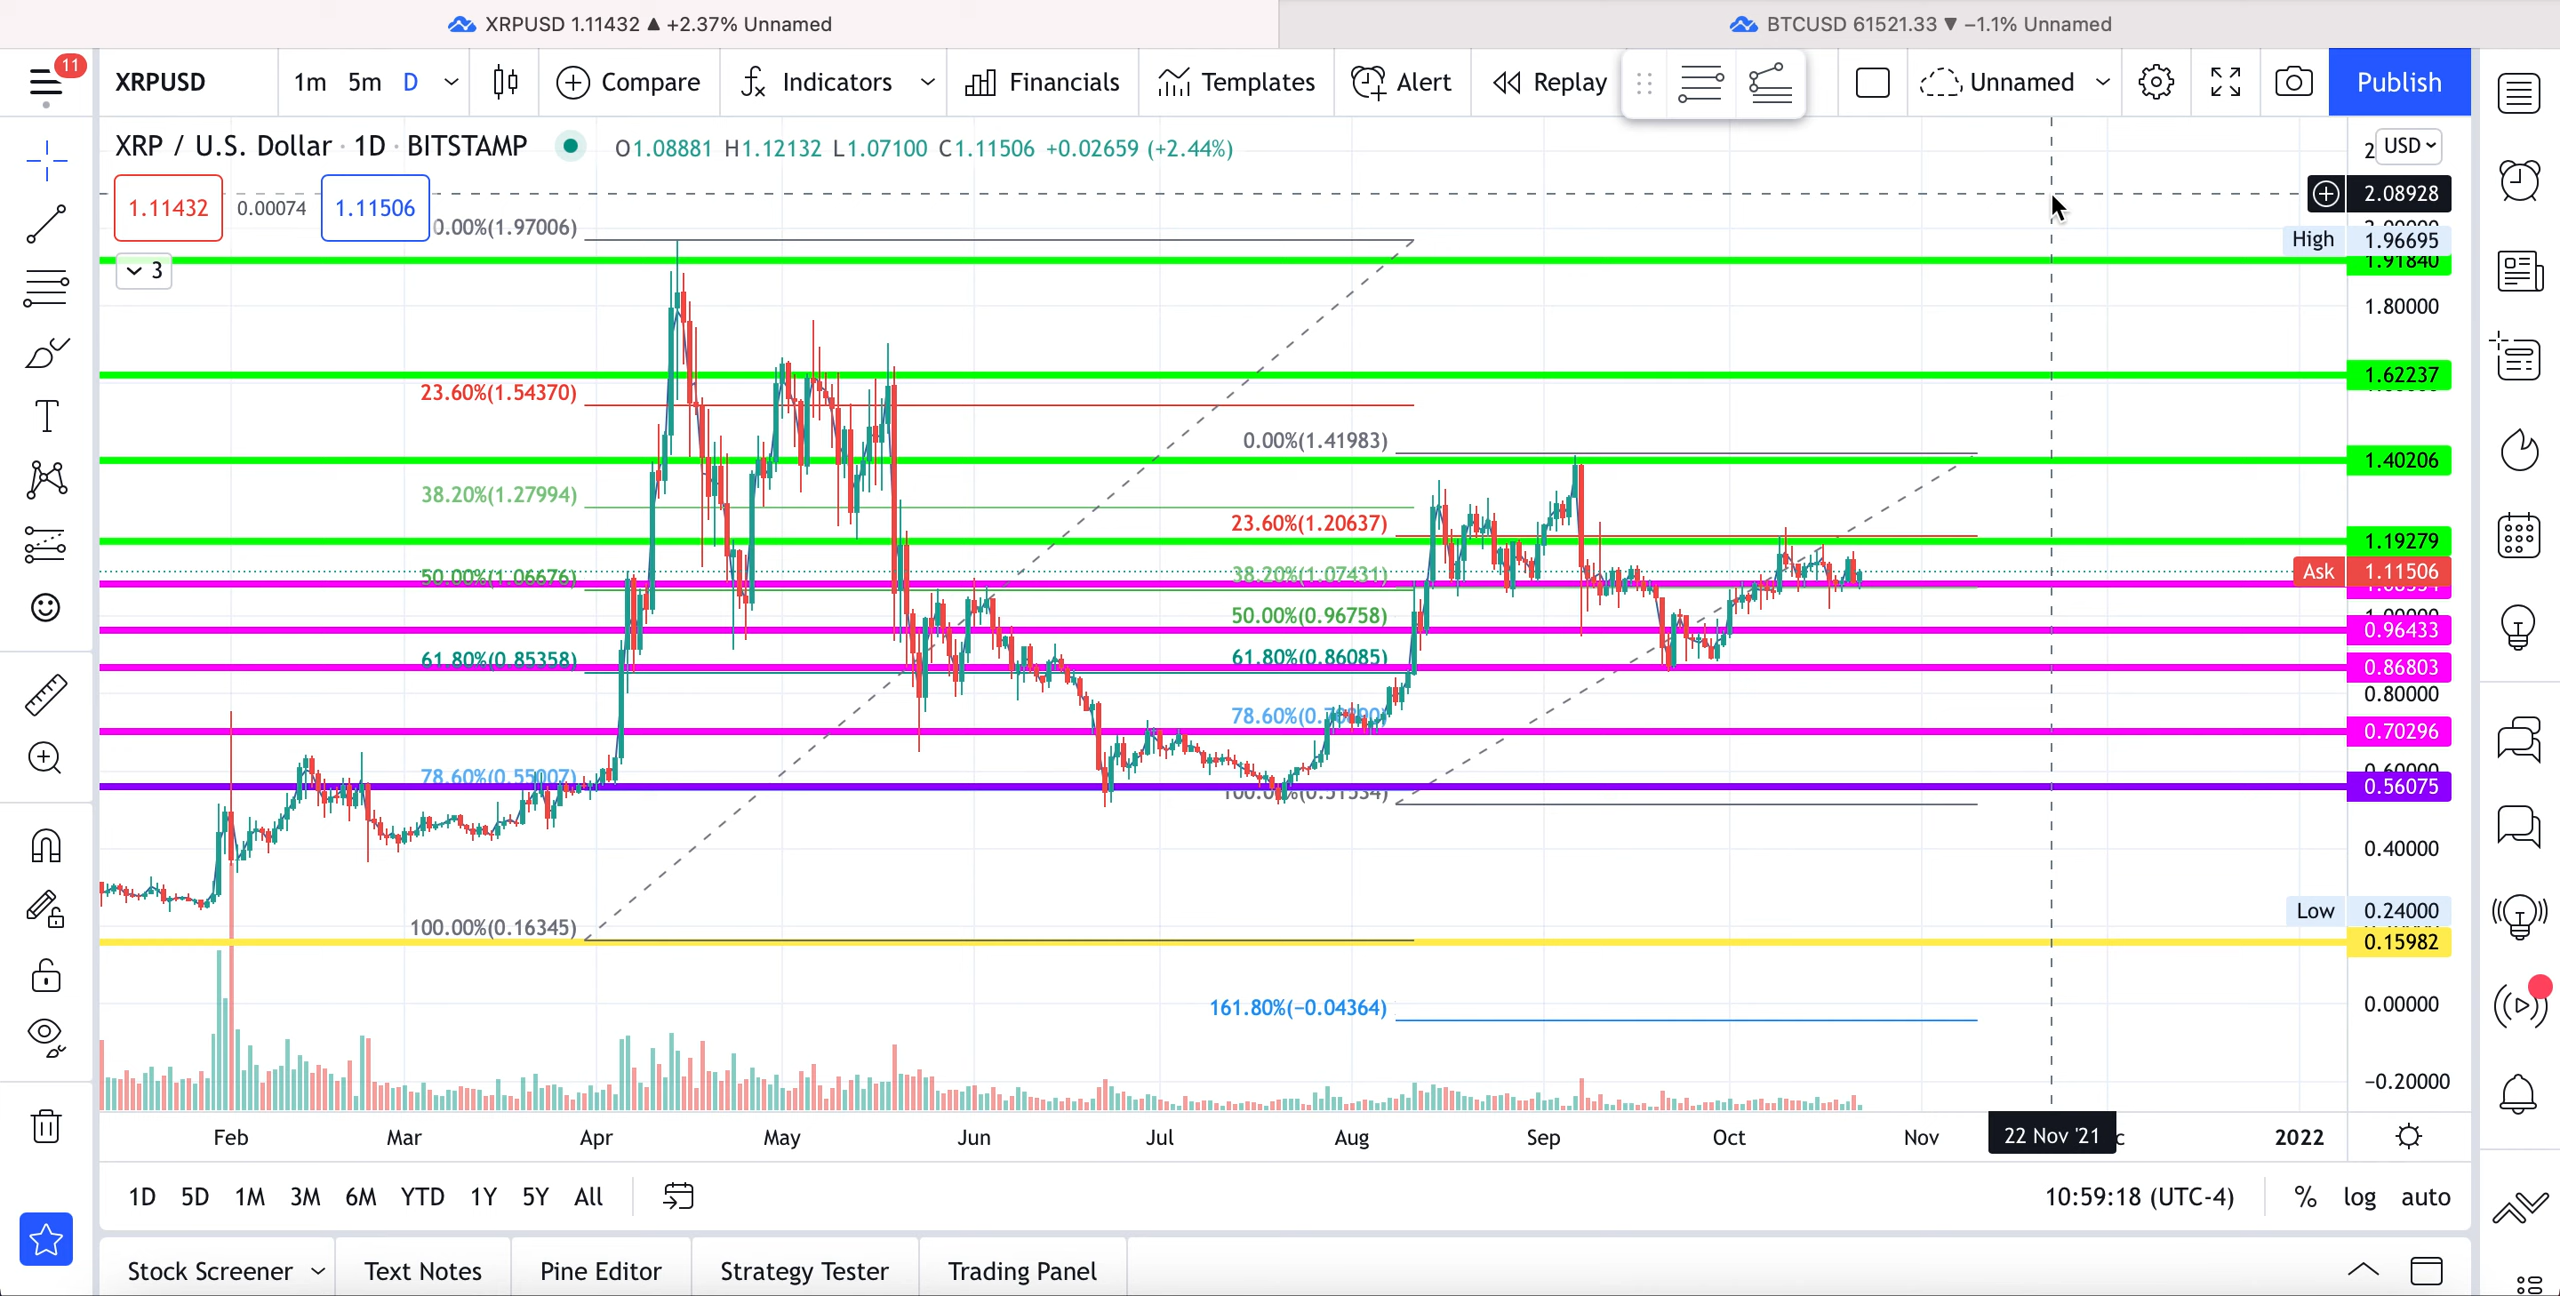 XRPUSD 1.11432 ▲ +2.37% Unnamed
BTCUSD 61521.33 ▼ −1.1% Unnamed
11
XRPUSD
1m 5m D
Compare
Indicators
Financials
Templates
Alert
Replay
Unnamed
Publish
XRP / U.S. Dollar · 1D · BITSTAMP
O1.08881 H1.12132 L1.07100 C1.11506 +0.02659 (+2.44%)
2
USD
1.11432
0.00074
1.11506
2.08928
0.00%(1.97006)
High 1.96695
1.91840
3
1.80000
1.62237
23.60%(1.54370)
0.00%(1.41983)
1.40206
38.20%(1.27994)
23.60%(1.20637)
1.19279
50.00%(1.06676)
38.20%(1.07431)
Ask 1.11506
50.00%(0.96758)
0.96433
61.80%(0.85358)
61.80%(0.86085)
0.86803
0.80000
0.70296
0.56075
0.40000
Low 0.24000
100.00%(0.16345)
0.15982
161.80%(−0.04364)
0.00000
−0.20000
Feb Mar Apr May Jun Jul Aug Sep Oct Nov 22 Nov '21 c 2022
1D 5D 1M 3M 6M YTD 1Y 5Y All
10:59:18 (UTC-4) % log auto
Stock Screener
Text Notes
Pine Editor
Strategy Tester
Trading Panel